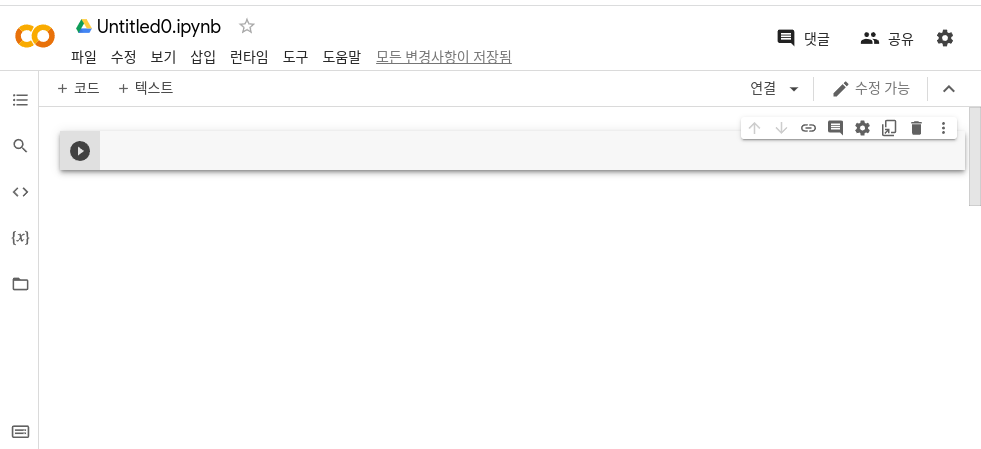 Untitled0.ipynb
댓글 공유
파일 수정 보기 삽입 런타임 도구 도움말 모든 변경사항이 저장됨
+ 코드 + 텍스트 연결 수정 가능
{x}